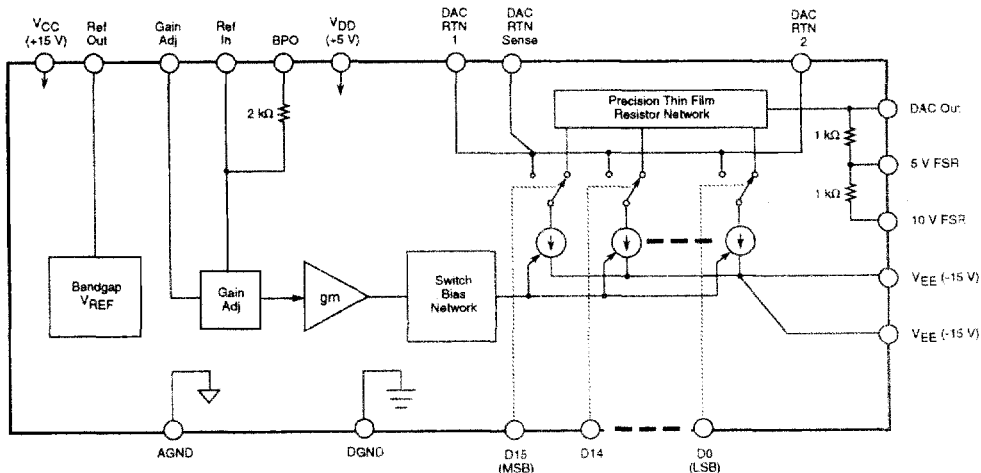 VCC
(+15 V)
Ref
Out
Gain
Adj
Ref
In
BPO
VDD
(+5 V)
DAC
RTN
1
DAC
RTN
Sense
DAC
RTN
2
2 kΩ
Precision Thin Film
Resistor Network
DAC Out
1 kΩ
5 V FSR
1 kΩ
10 V FSR
VEE (-15 V)
VEE (-15 V)
Bandgap
VREF
Gain
Adj
gm
Switch
Bias
Network
AGND
DGND
D15
(MSB)
D14
D0
(LSB)